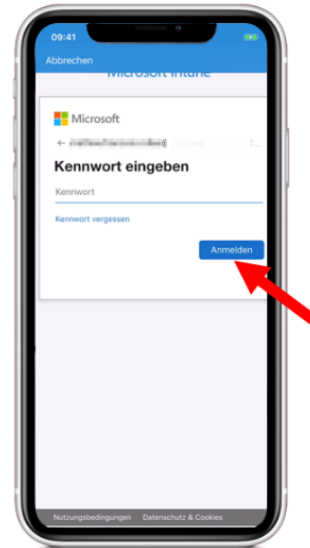 09:41
Abbrechen
Microsoft Intune
Microsoft
Kennwort eingeben
Kennwort
Kennwort vergessen
Anmelden
Nutzungsbedingungen Datenschutz & Cookies